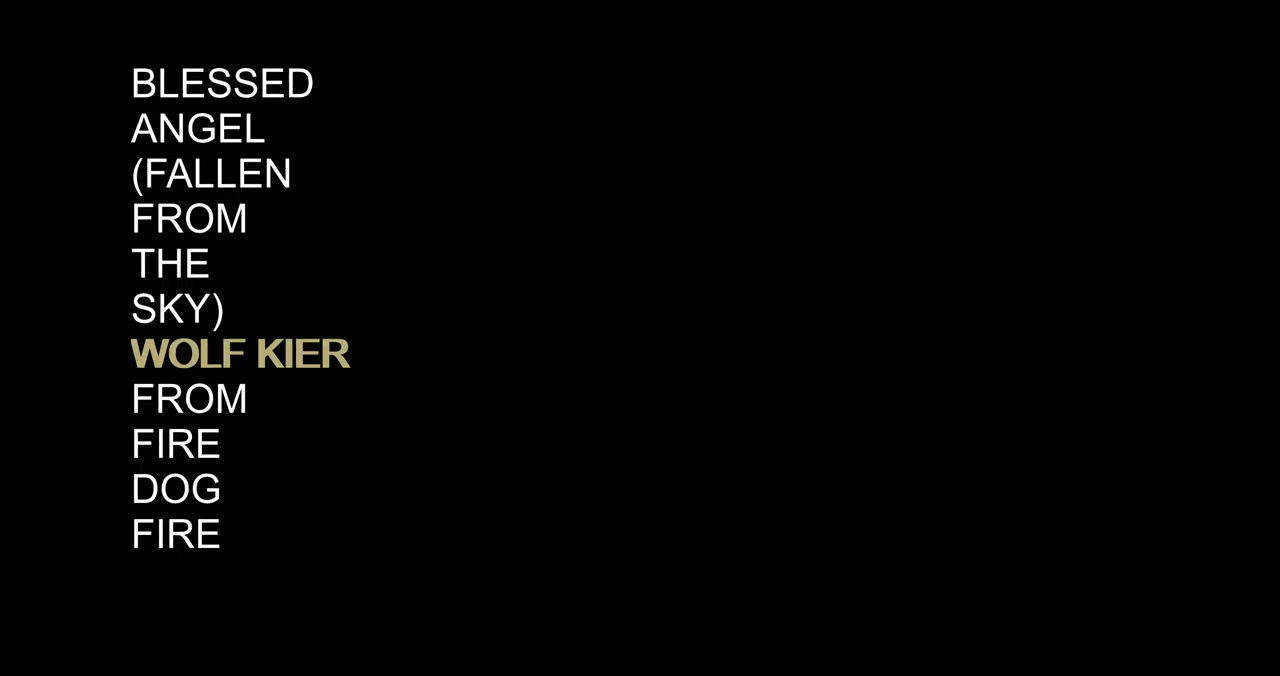 BLESSED
ANGEL
(FALLEN
FROM
THE
SKY)
WOLF KIER
FROM
FIRE
DOG
FIRE